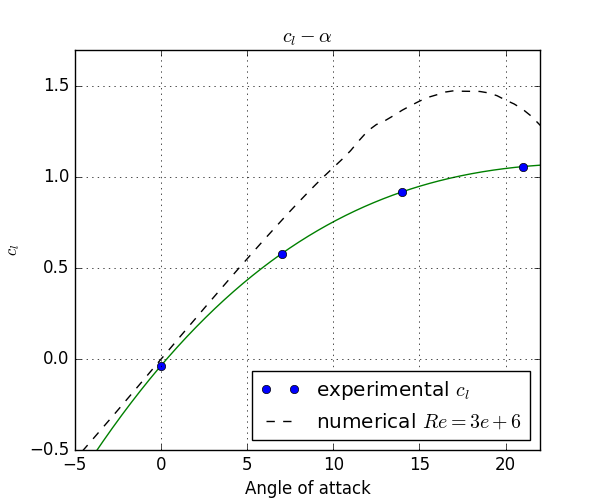 c_l − α
1.5
1.0
0.5
0.0
−0.5
c_l
−5
0
5
10
15
20
Angle of attack
experimental c_l
numerical Re = 3e + 6